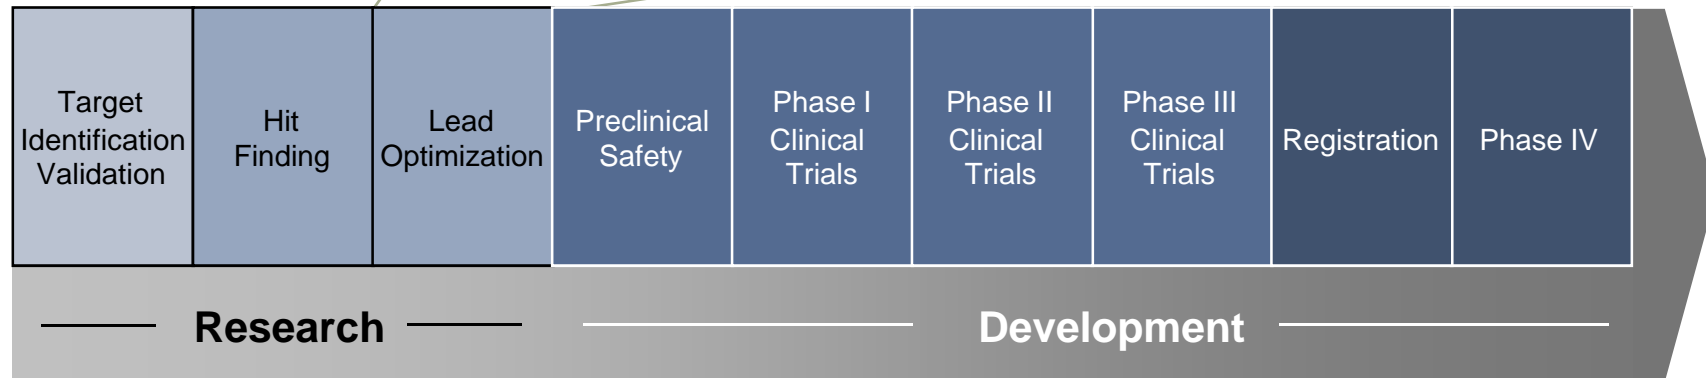 Target
Identification
Validation
Hit
Finding
Lead
Optimization
Preclinical
Safety
Phase I
Clinical
Trials
Phase II
Clinical
Trials
Phase III
Clinical
Trials
Registration
Phase IV
Research
Development